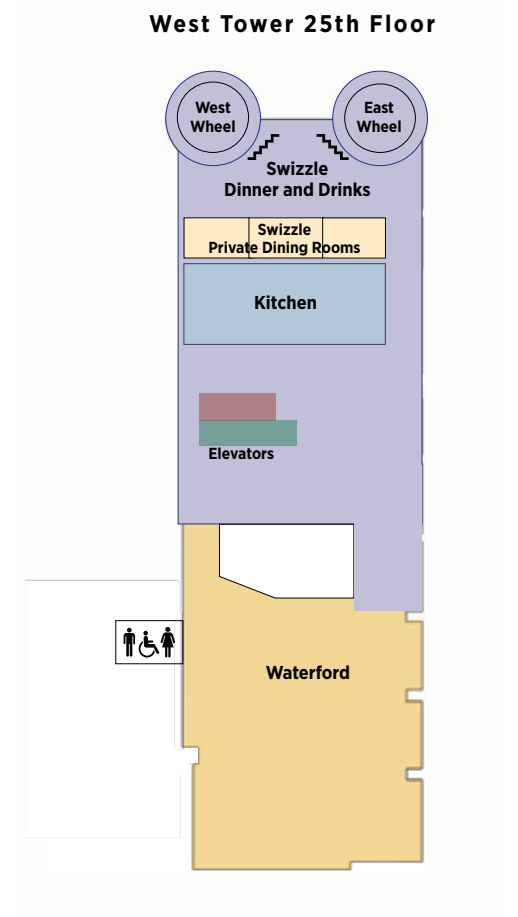 West Tower 25th Floor
West
Wheel
East
Wheel
Swizzle
Dinner and Drinks
Swizzle
Private Dining Rooms
Kitchen
Elevators
Waterford